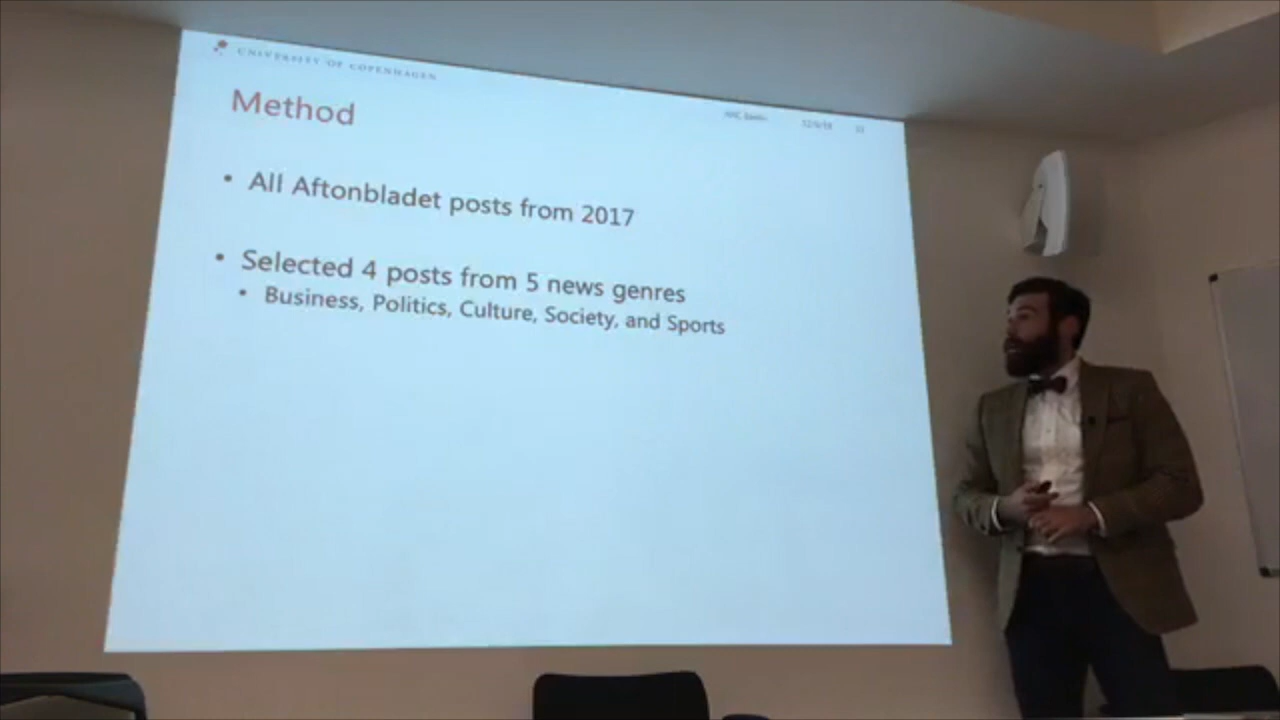 UNIVERSITY OF COPENHAGEN
Method
• All Aftonbladet posts from 2017
• Selected 4 posts from 5 news genres
• Business, Politics, Culture, Society, and Sports